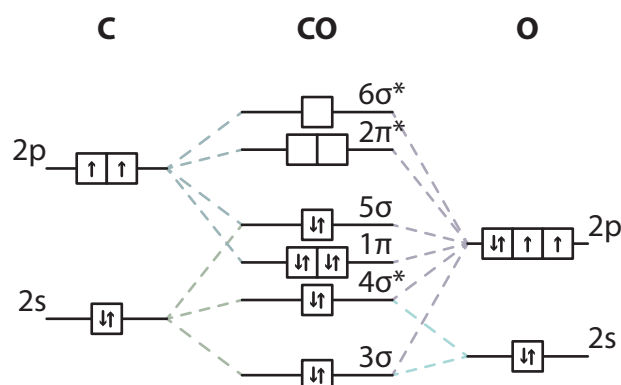 C CO O
6σ*
2π*
2p ↑ ↑
5σ ↓↑
2p ↓↑ ↑ ↑
1π ↓↑ ↓↑
4σ* ↓↑
2s ↓↑
2s ↓↑
3σ ↓↑